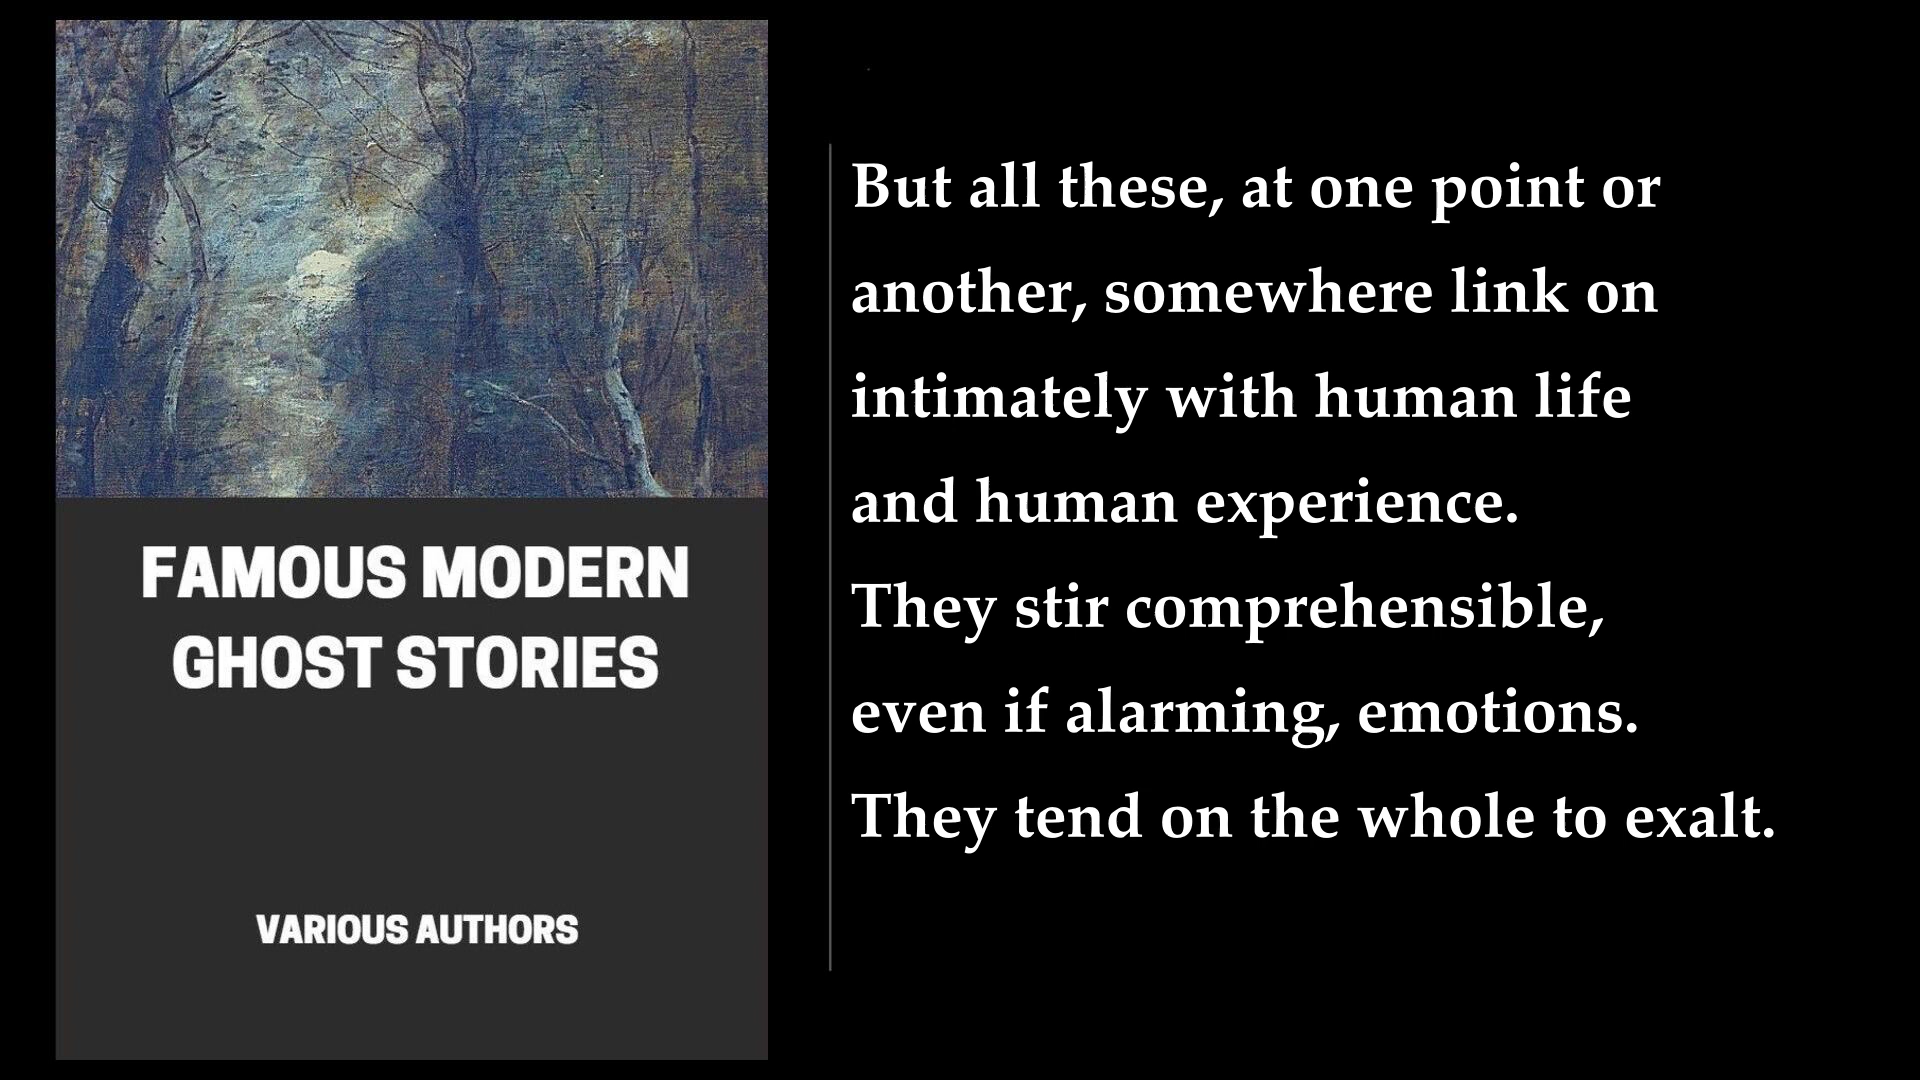 FAMOUS MODERN
GHOST STORIES
VARIOUS AUTHORS
But all these, at one point or
another, somewhere link on
intimately with human life
and human experience.
They stir comprehensible,
even if alarming, emotions.
They tend on the whole to exalt.